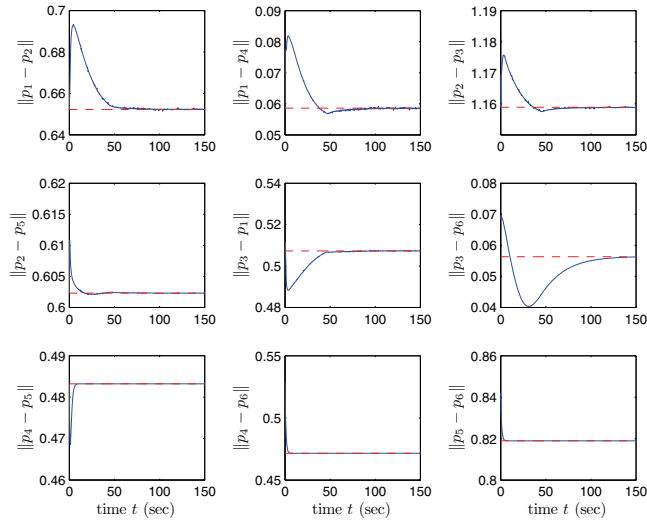 0.7
0.68
0.66
0.64
0 50 100 150
‖p₁ − p₂‖
0.09
0.08
0.07
0.06
0.05
0 50 100 150
‖p₁ − p₄‖
1.19
1.18
1.17
1.16
0 50 100 150
‖p₂ − p₃‖
0.62
0.615
0.61
0.605
0.6
0 50 100 150
‖p₂ − p₅‖
0.54
0.52
0.5
0.48
0 50 100 150
‖p₃ − p₁‖
0.08
0.07
0.06
0.05
0.04
0 50 100 150
‖p₃ − p₆‖
0.49
0.48
0.47
0.46
0 50 100 150
‖p₄ − p₅‖
time t (sec)
0.55
0.5
0.45
0 50 100 150
‖p₄ − p₆‖
time t (sec)
0.86
0.84
0.82
0.8
0 50 100 150
‖p₅ − p₆‖
time t (sec)